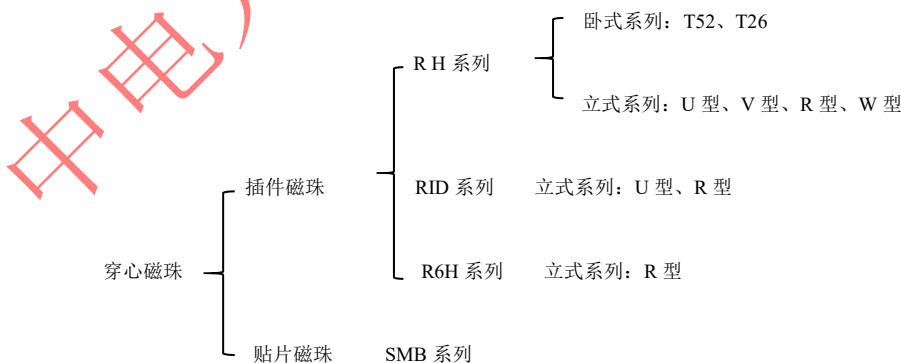 中电
卧式系列：T52、T26
R H 系列
立式系列：U 型、V 型、R 型、W 型
插件磁珠
RID 系列 立式系列：U 型、R 型
穿心磁珠
R6H 系列 立式系列：R 型
贴片磁珠 SMB 系列